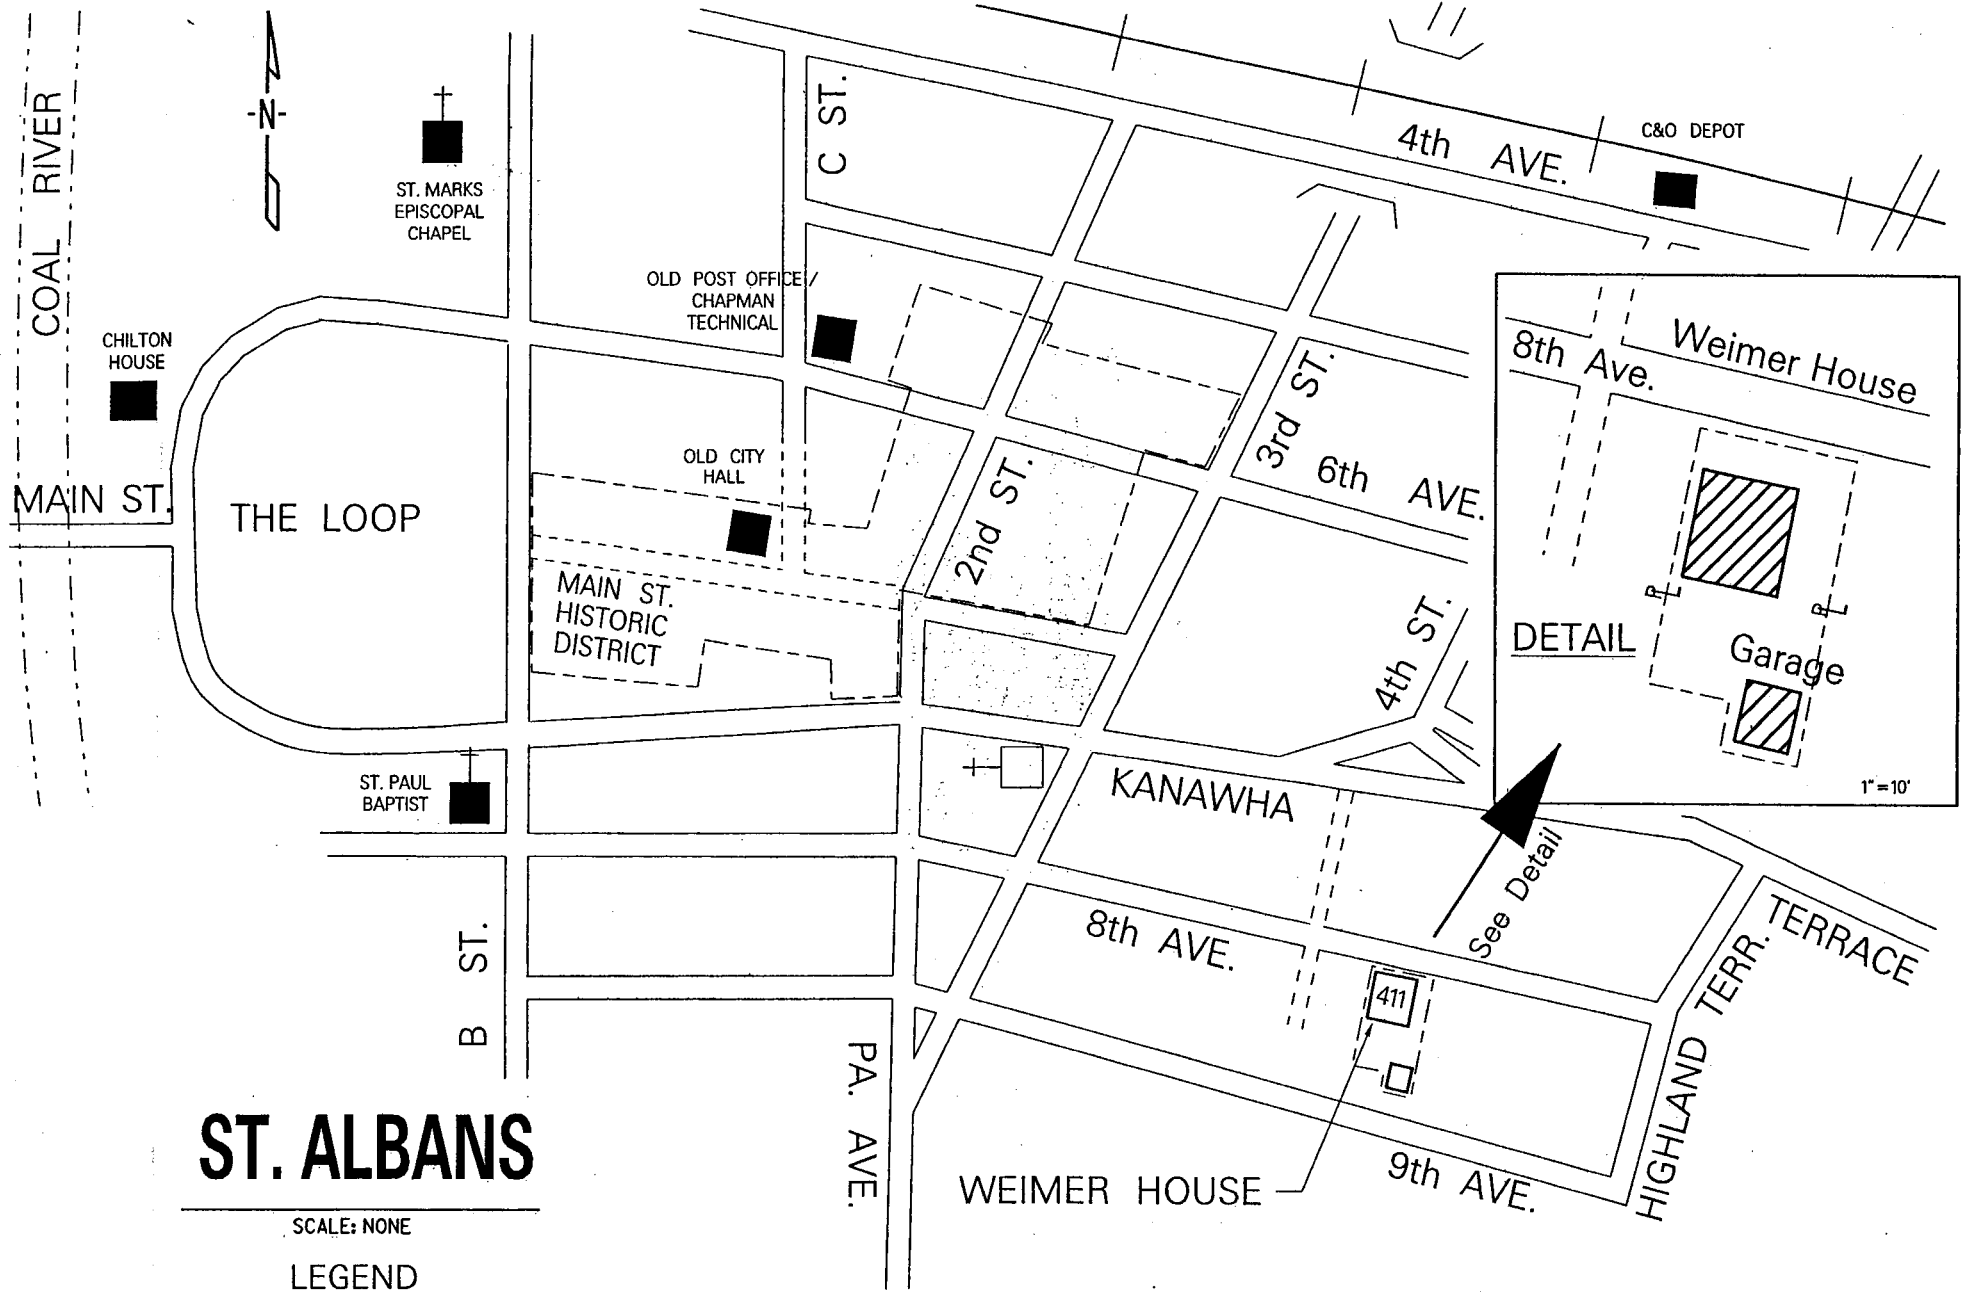 COAL RIVER
-N-
ST. MARKS
EPISCOPAL
CHAPEL
C ST.
4th AVE.
C&O DEPOT
OLD POST OFFICE/
CHAPMAN
TECHNICAL
CHILTON
HOUSE
MAIN ST.
THE LOOP
OLD CITY
HALL
MAIN ST.
HISTORIC
DISTRICT
2nd ST.
3rd ST.
6th AVE.
4th ST.
8th Ave.
Weimer House
PL
PL
DETAIL
Garage
1"=10'
ST. PAUL
BAPTIST
KANAWHA
TERRACE
See Detail
8th AVE.
411
HIGHLAND TERR.
B ST.
PA. AVE.
WEIMER HOUSE
9th AVE.
ST. ALBANS
SCALE: NONE
LEGEND